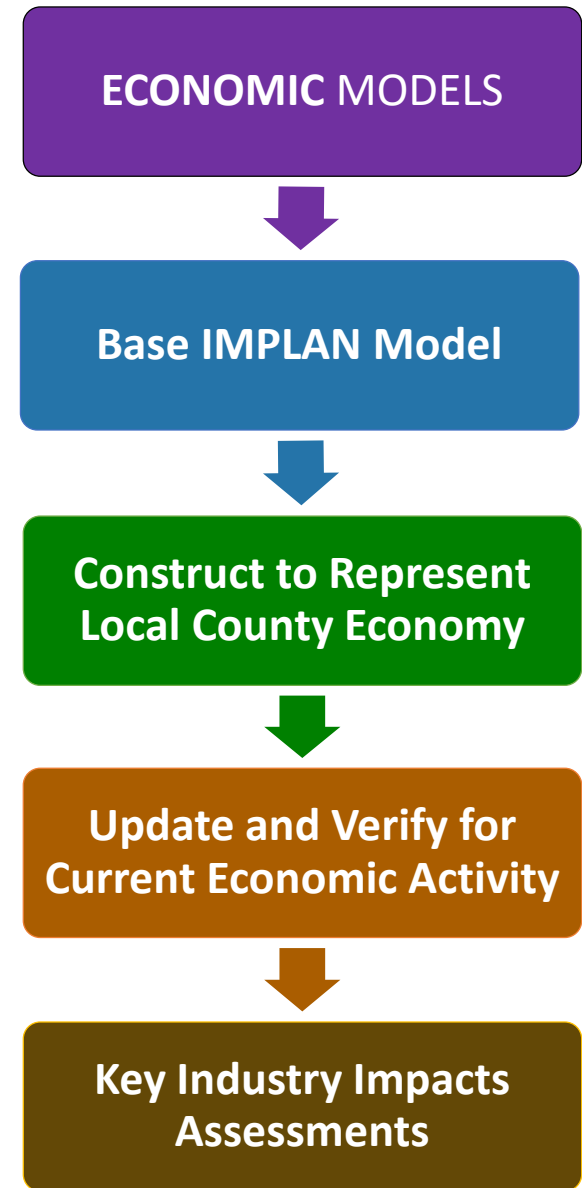 ECONOMIC MODELS
Base IMPLAN Model
Construct to Represent
Local County Economy
Update and Verify for
Current Economic Activity
Key Industry Impacts
Assessments